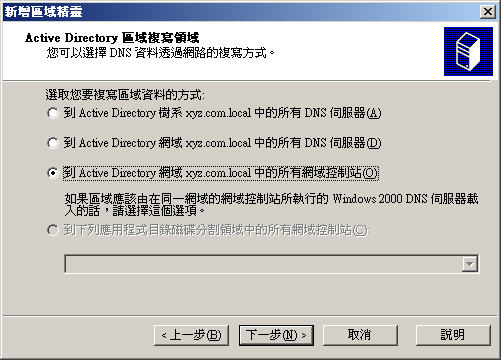 新增區域精靈
Active Directory 區域複寫領域
您可以選擇 DNS 資料透過網路的複寫方式。
選取您要複寫區域資料的方式:
到 Active Directory 樹系 xyz.com.local 中的所有 DNS 伺服器(A)
到 Active Directory 網域 xyz.com.local 中的所有 DNS 伺服器(D)
到 Active Directory 網域 xyz.com.local 中的所有網域控制站(O)
如果區域應該由在同一網域的網域控制站所執行的 Windows 2000 DNS 伺服器載
入的話，請選擇這個選項。
到下列應用程式目錄磁碟分割領域中的所有網域控制站(C):
< 上一步(B) 下一步(N) > 取消 說明